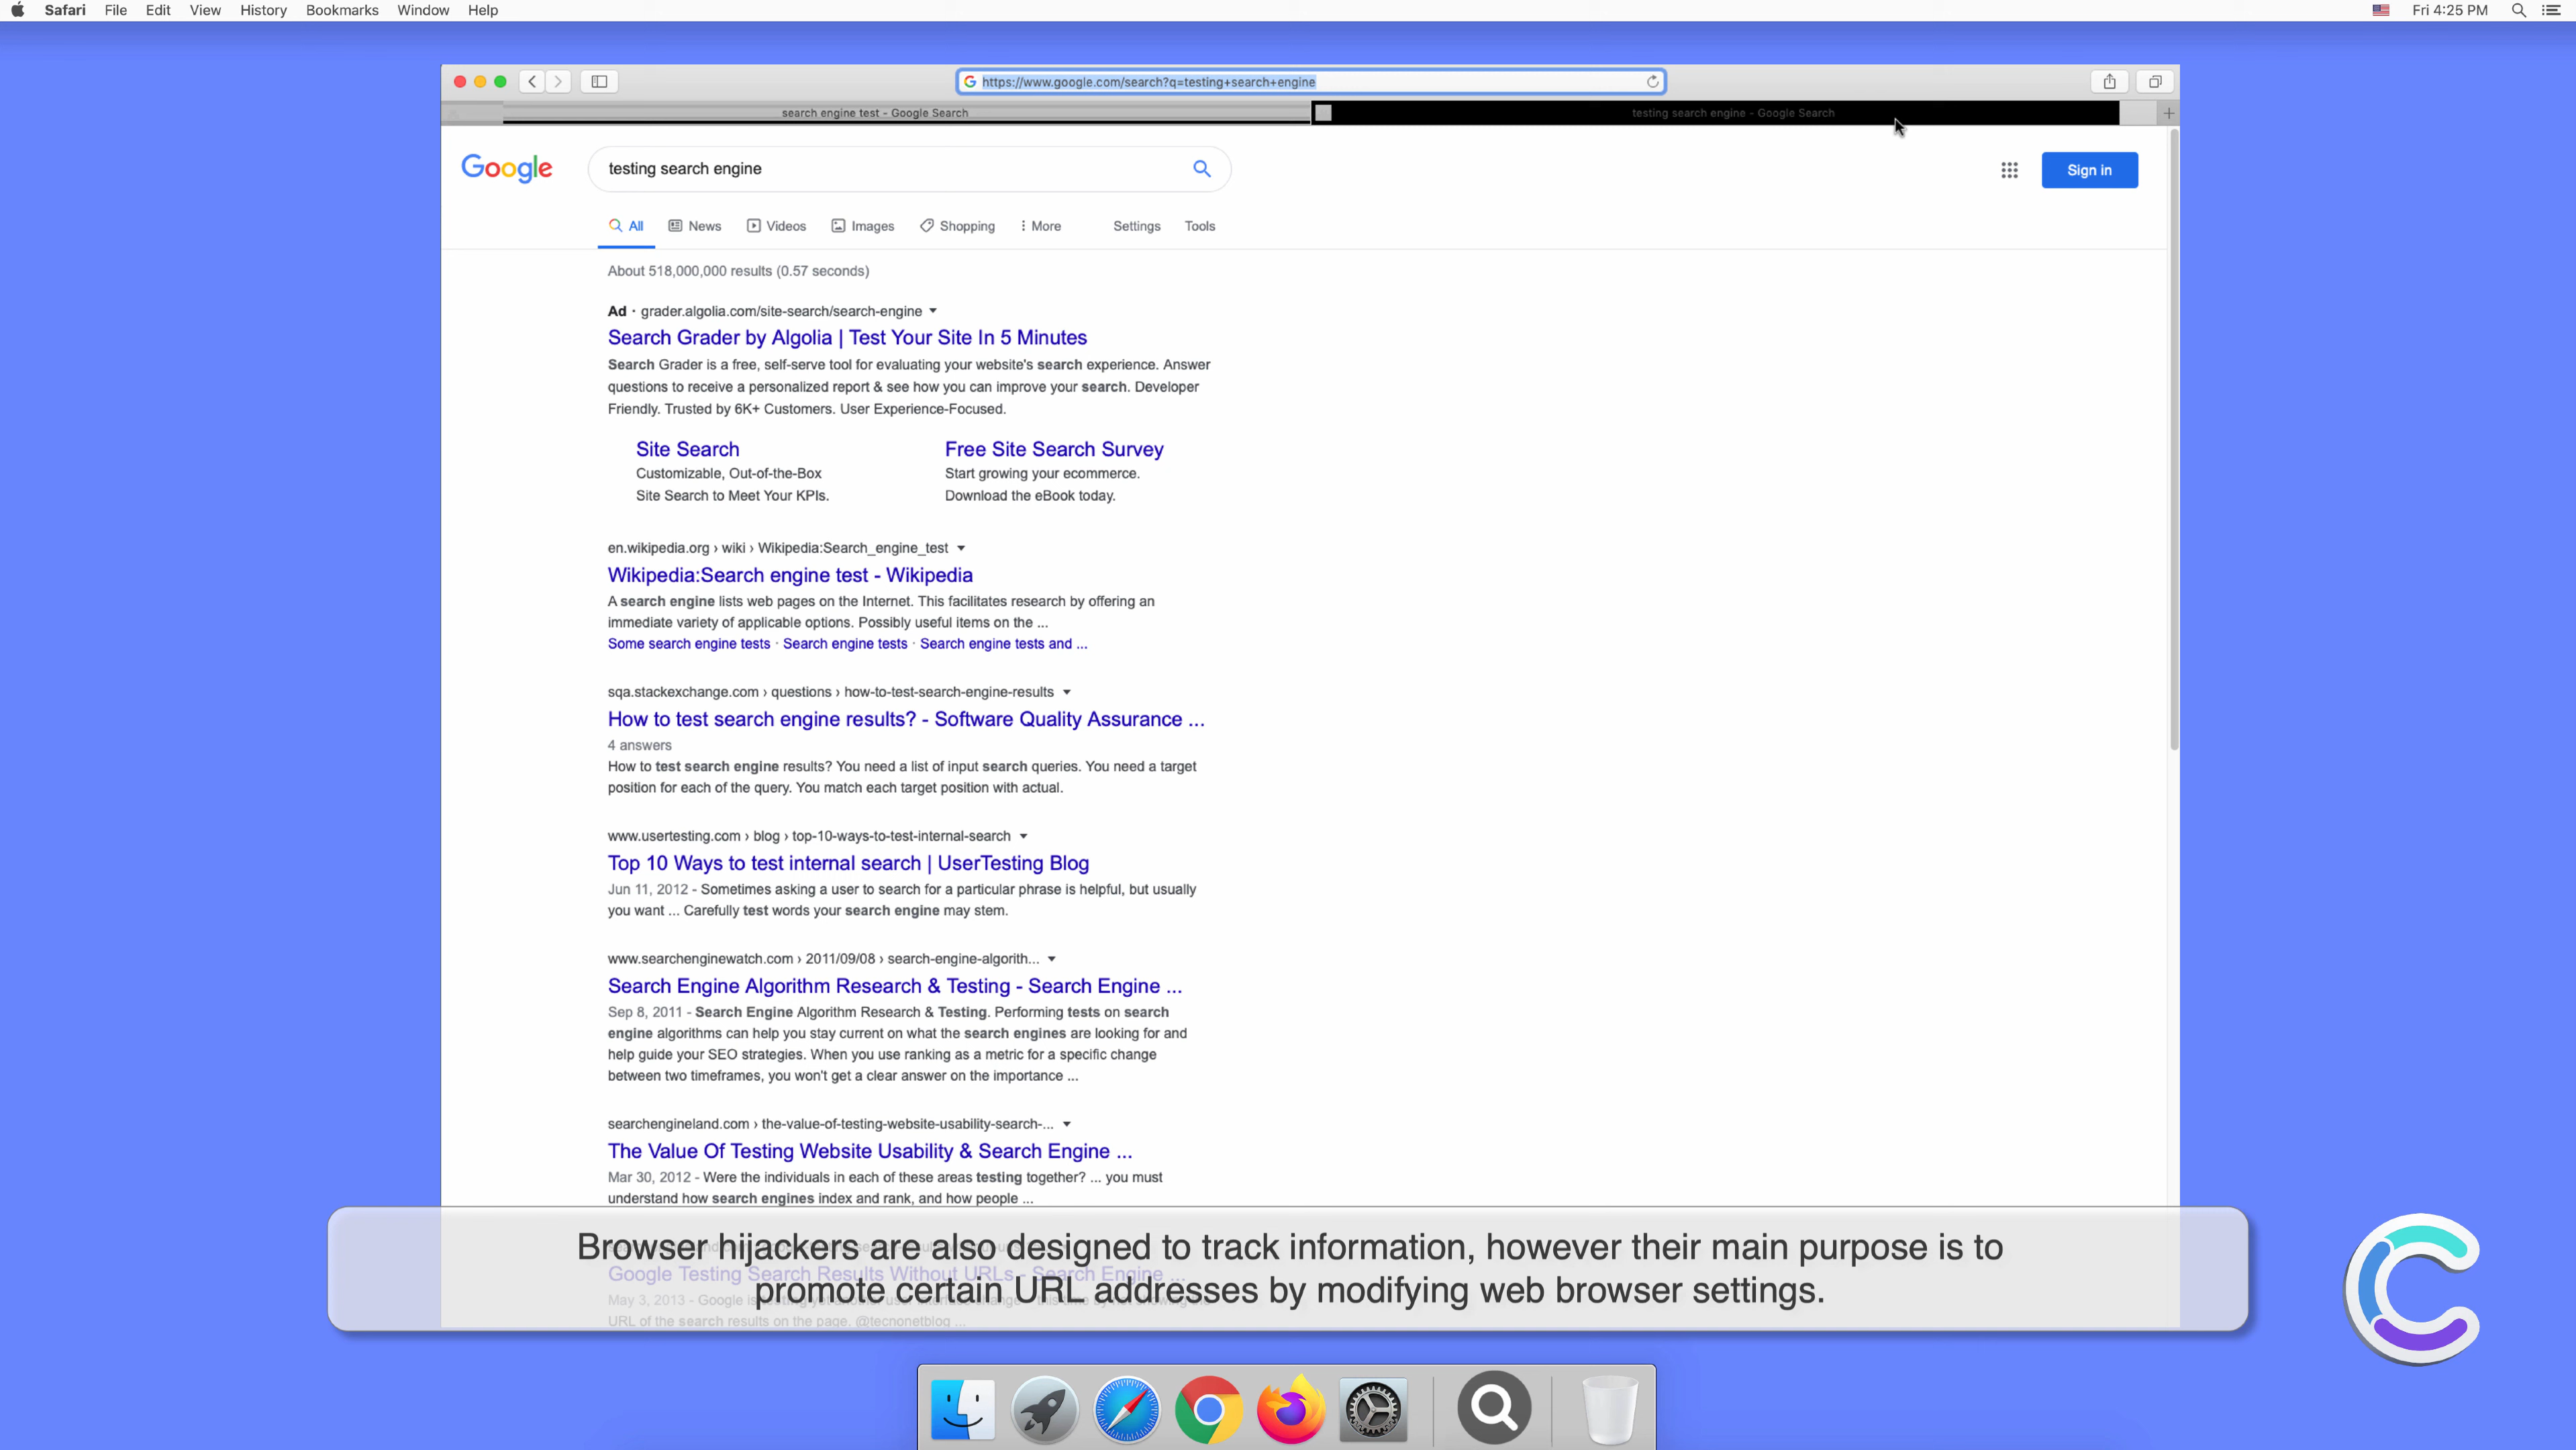 Safari File Edit View History Bookmarks Window Help Fri 4:25 PM
https://www.google.com/search?q=testing+search+engine
search engine test - Google Search testing search engine - Google Search
Google testing search engine Sign in
All News Videos Images Shopping More Settings Tools
About 518,000,000 results (0.57 seconds)
Ad · grader.algolia.com/site-search/search-engine
Search Grader by Algolia | Test Your Site In 5 Minutes
Search Grader is a free, self-serve tool for evaluating your website's search experience. Answer
questions to receive a personalized report & see how you can improve your search. Developer
Friendly. Trusted by 6K+ Customers. User Experience-Focused.
Site Search Free Site Search Survey
Customizable, Out-of-the-Box Start growing your ecommerce.
Site Search to Meet Your KPIs. Download the eBook today.
en.wikipedia.org › wiki › Wikipedia:Search_engine_test
Wikipedia:Search engine test - Wikipedia
A search engine lists web pages on the Internet. This facilitates research by offering an
immediate variety of applicable options. Possibly useful items on the ...
Some search engine tests · Search engine tests · Search engine tests and ...
sqa.stackexchange.com › questions › how-to-test-search-engine-results
How to test search engine results? - Software Quality Assurance ...
4 answers
How to test search engine results? You need a list of input search queries. You need a target
position for each of the query. You match each target position with actual.
www.usertesting.com › blog › top-10-ways-to-test-internal-search
Top 10 Ways to test internal search | UserTesting Blog
Jun 11, 2012 - Sometimes asking a user to search for a particular phrase is helpful, but usually
you want ... Carefully test words your search engine may stem.
www.searchenginewatch.com › 2011/09/08 › search-engine-algorith...
Search Engine Algorithm Research & Testing - Search Engine ...
Sep 8, 2011 - Search Engine Algorithm Research & Testing. Performing tests on search
engine algorithms can help you stay current on what the search engines are looking for and
help guide your SEO strategies. When you use ranking as a metric for a specific change
between two timeframes, you won't get a clear answer on the importance ...
searchengineland.com › the-value-of-testing-website-usability-search-...
The Value Of Testing Website Usability & Search Engine ...
Mar 30, 2012 - Were the individuals in each of these areas testing together? ... you must
understand how search engines index and rank, and how people ...
Browser hijackers are also designed to track information, however their main purpose is to
Google Testing Search Results Without URLs - Search Engine ...
promote certain URL addresses by modifying web browser settings.
May 3, 2013 - Google is
URL of the search results on the page. @tecnonetblog ...